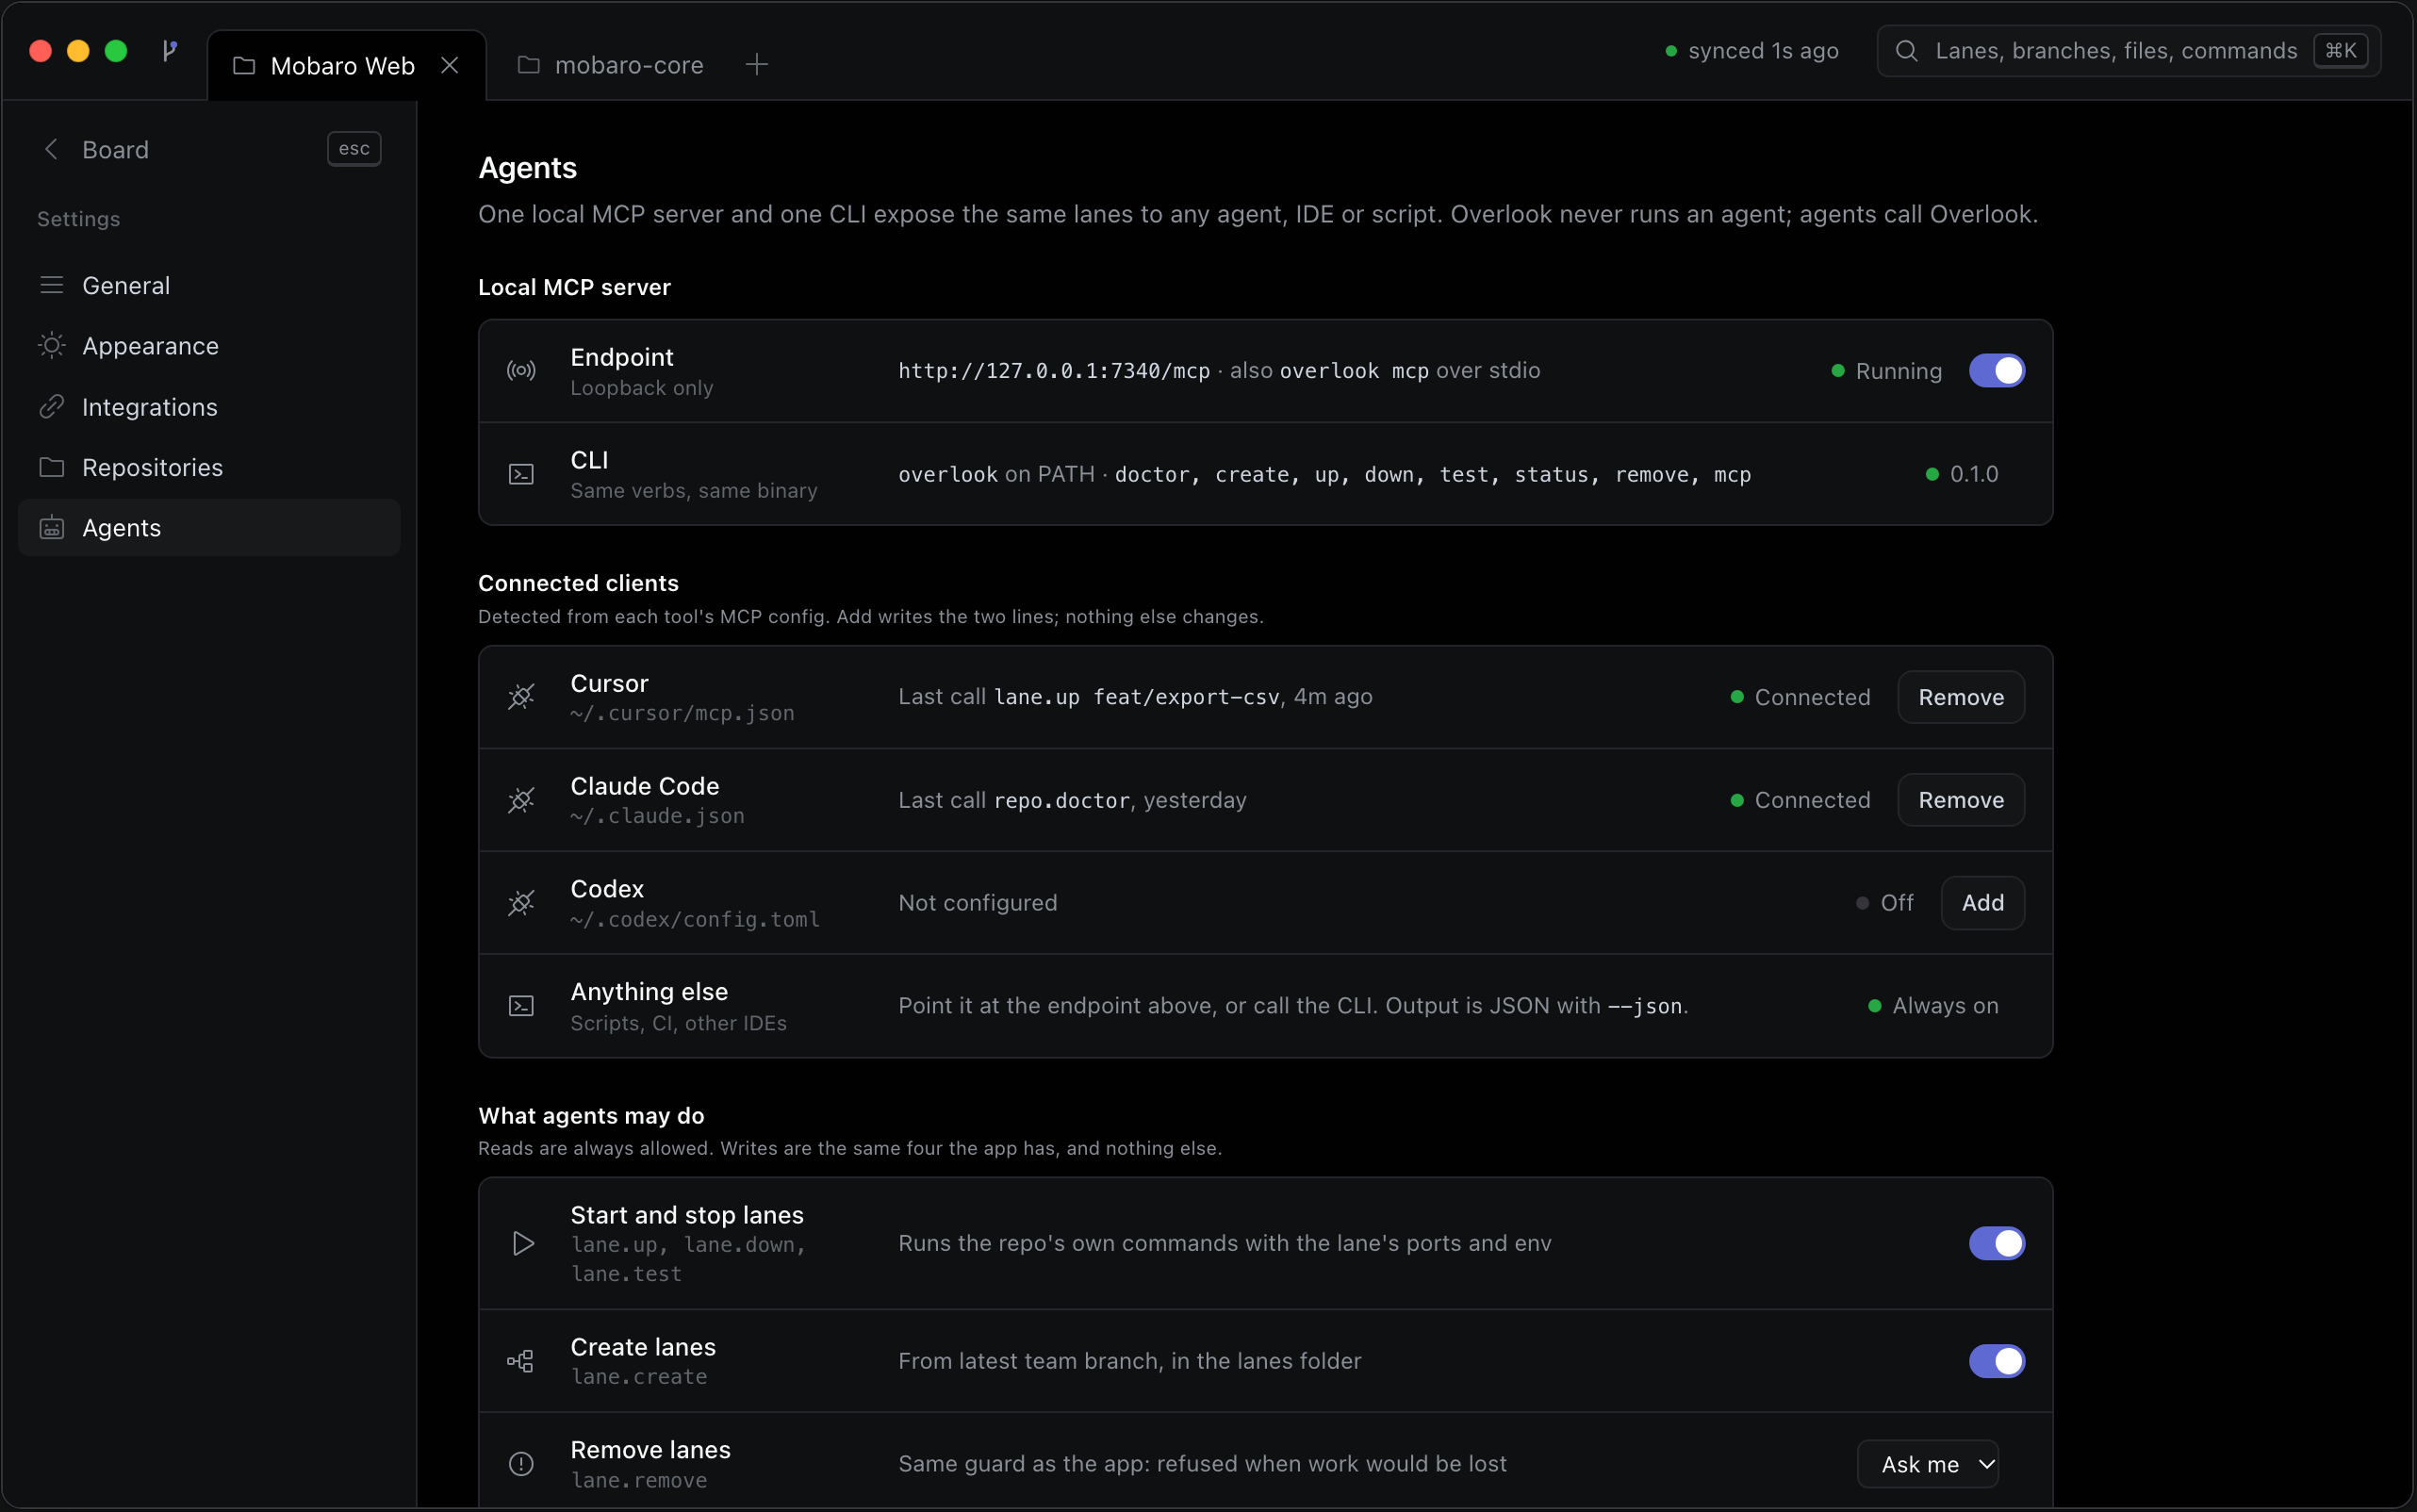 Mobaro Web
mobaro-core
synced 1s ago
Lanes, branches, files, commands ⌘K
Board esc
Settings
General
Appearance
Integrations
Repositories
Agents
Agents
One local MCP server and one CLI expose the same lanes to any agent, IDE or script. Overlook never runs an agent; agents call Overlook.
Local MCP server
Endpoint
Loopback only
http://127.0.0.1:7340/mcp · also overlook mcp over stdio
Running
CLI
Same verbs, same binary
overlook on PATH · doctor, create, up, down, test, status, remove, mcp
0.1.0
Connected clients
Detected from each tool's MCP config. Add writes the two lines; nothing else changes.
Cursor
~/.cursor/mcp.json
Last call lane.up feat/export-csv, 4m ago
Connected
Remove
Claude Code
~/.claude.json
Last call repo.doctor, yesterday
Connected
Remove
Codex
~/.codex/config.toml
Not configured
Off
Add
Anything else
Scripts, CI, other IDEs
Point it at the endpoint above, or call the CLI. Output is JSON with --json.
Always on
What agents may do
Reads are always allowed. Writes are the same four the app has, and nothing else.
Start and stop lanes
lane.up, lane.down,
lane.test
Runs the repo's own commands with the lane's ports and env
Create lanes
lane.create
From latest team branch, in the lanes folder
Remove lanes
lane.remove
Same guard as the app: refused when work would be lost
Ask me